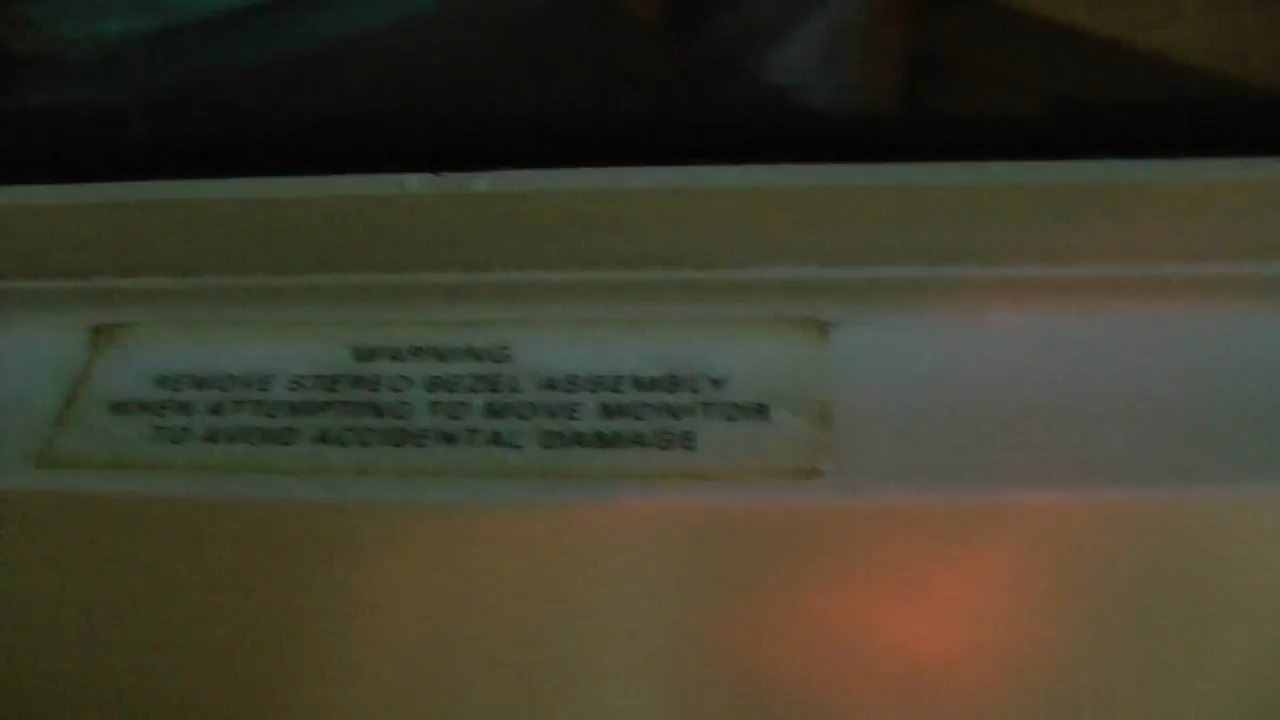 WARNING
REMOVE STEREO BEZEL ASSEMBLY
WHEN ATTEMPTING TO MOVE MONITOR
TO AVOID ACCIDENTAL DAMAGE